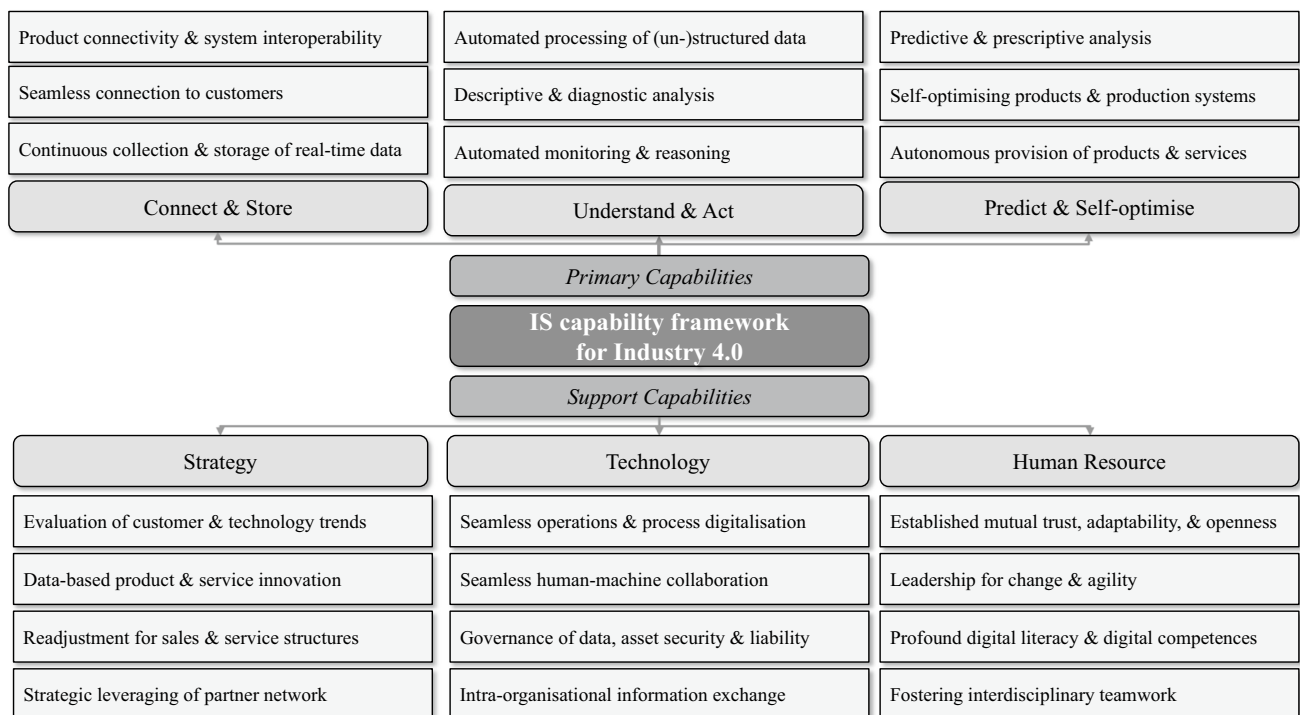 Product connectivity & system interoperability
Seamless connection to customers
Continuous collection & storage of real-time data
Connect & Store
Automated processing of (un-)structured data
Descriptive & diagnostic analysis
Automated monitoring & reasoning
Understand & Act
Predictive & prescriptive analysis
Self-optimising products & production systems
Autonomous provision of products & services
Predict & Self-optimise
Primary Capabilities
IS capability framework
for Industry 4.0
Support Capabilities
Strategy
Evaluation of customer & technology trends
Data-based product & service innovation
Readjustment for sales & service structures
Strategic leveraging of partner network
Technology
Seamless operations & process digitalisation
Seamless human-machine collaboration
Governance of data, asset security & liability
Intra-organisational information exchange
Human Resource
Established mutual trust, adaptability, & openness
Leadership for change & agility
Profound digital literacy & digital competences
Fostering interdisciplinary teamwork